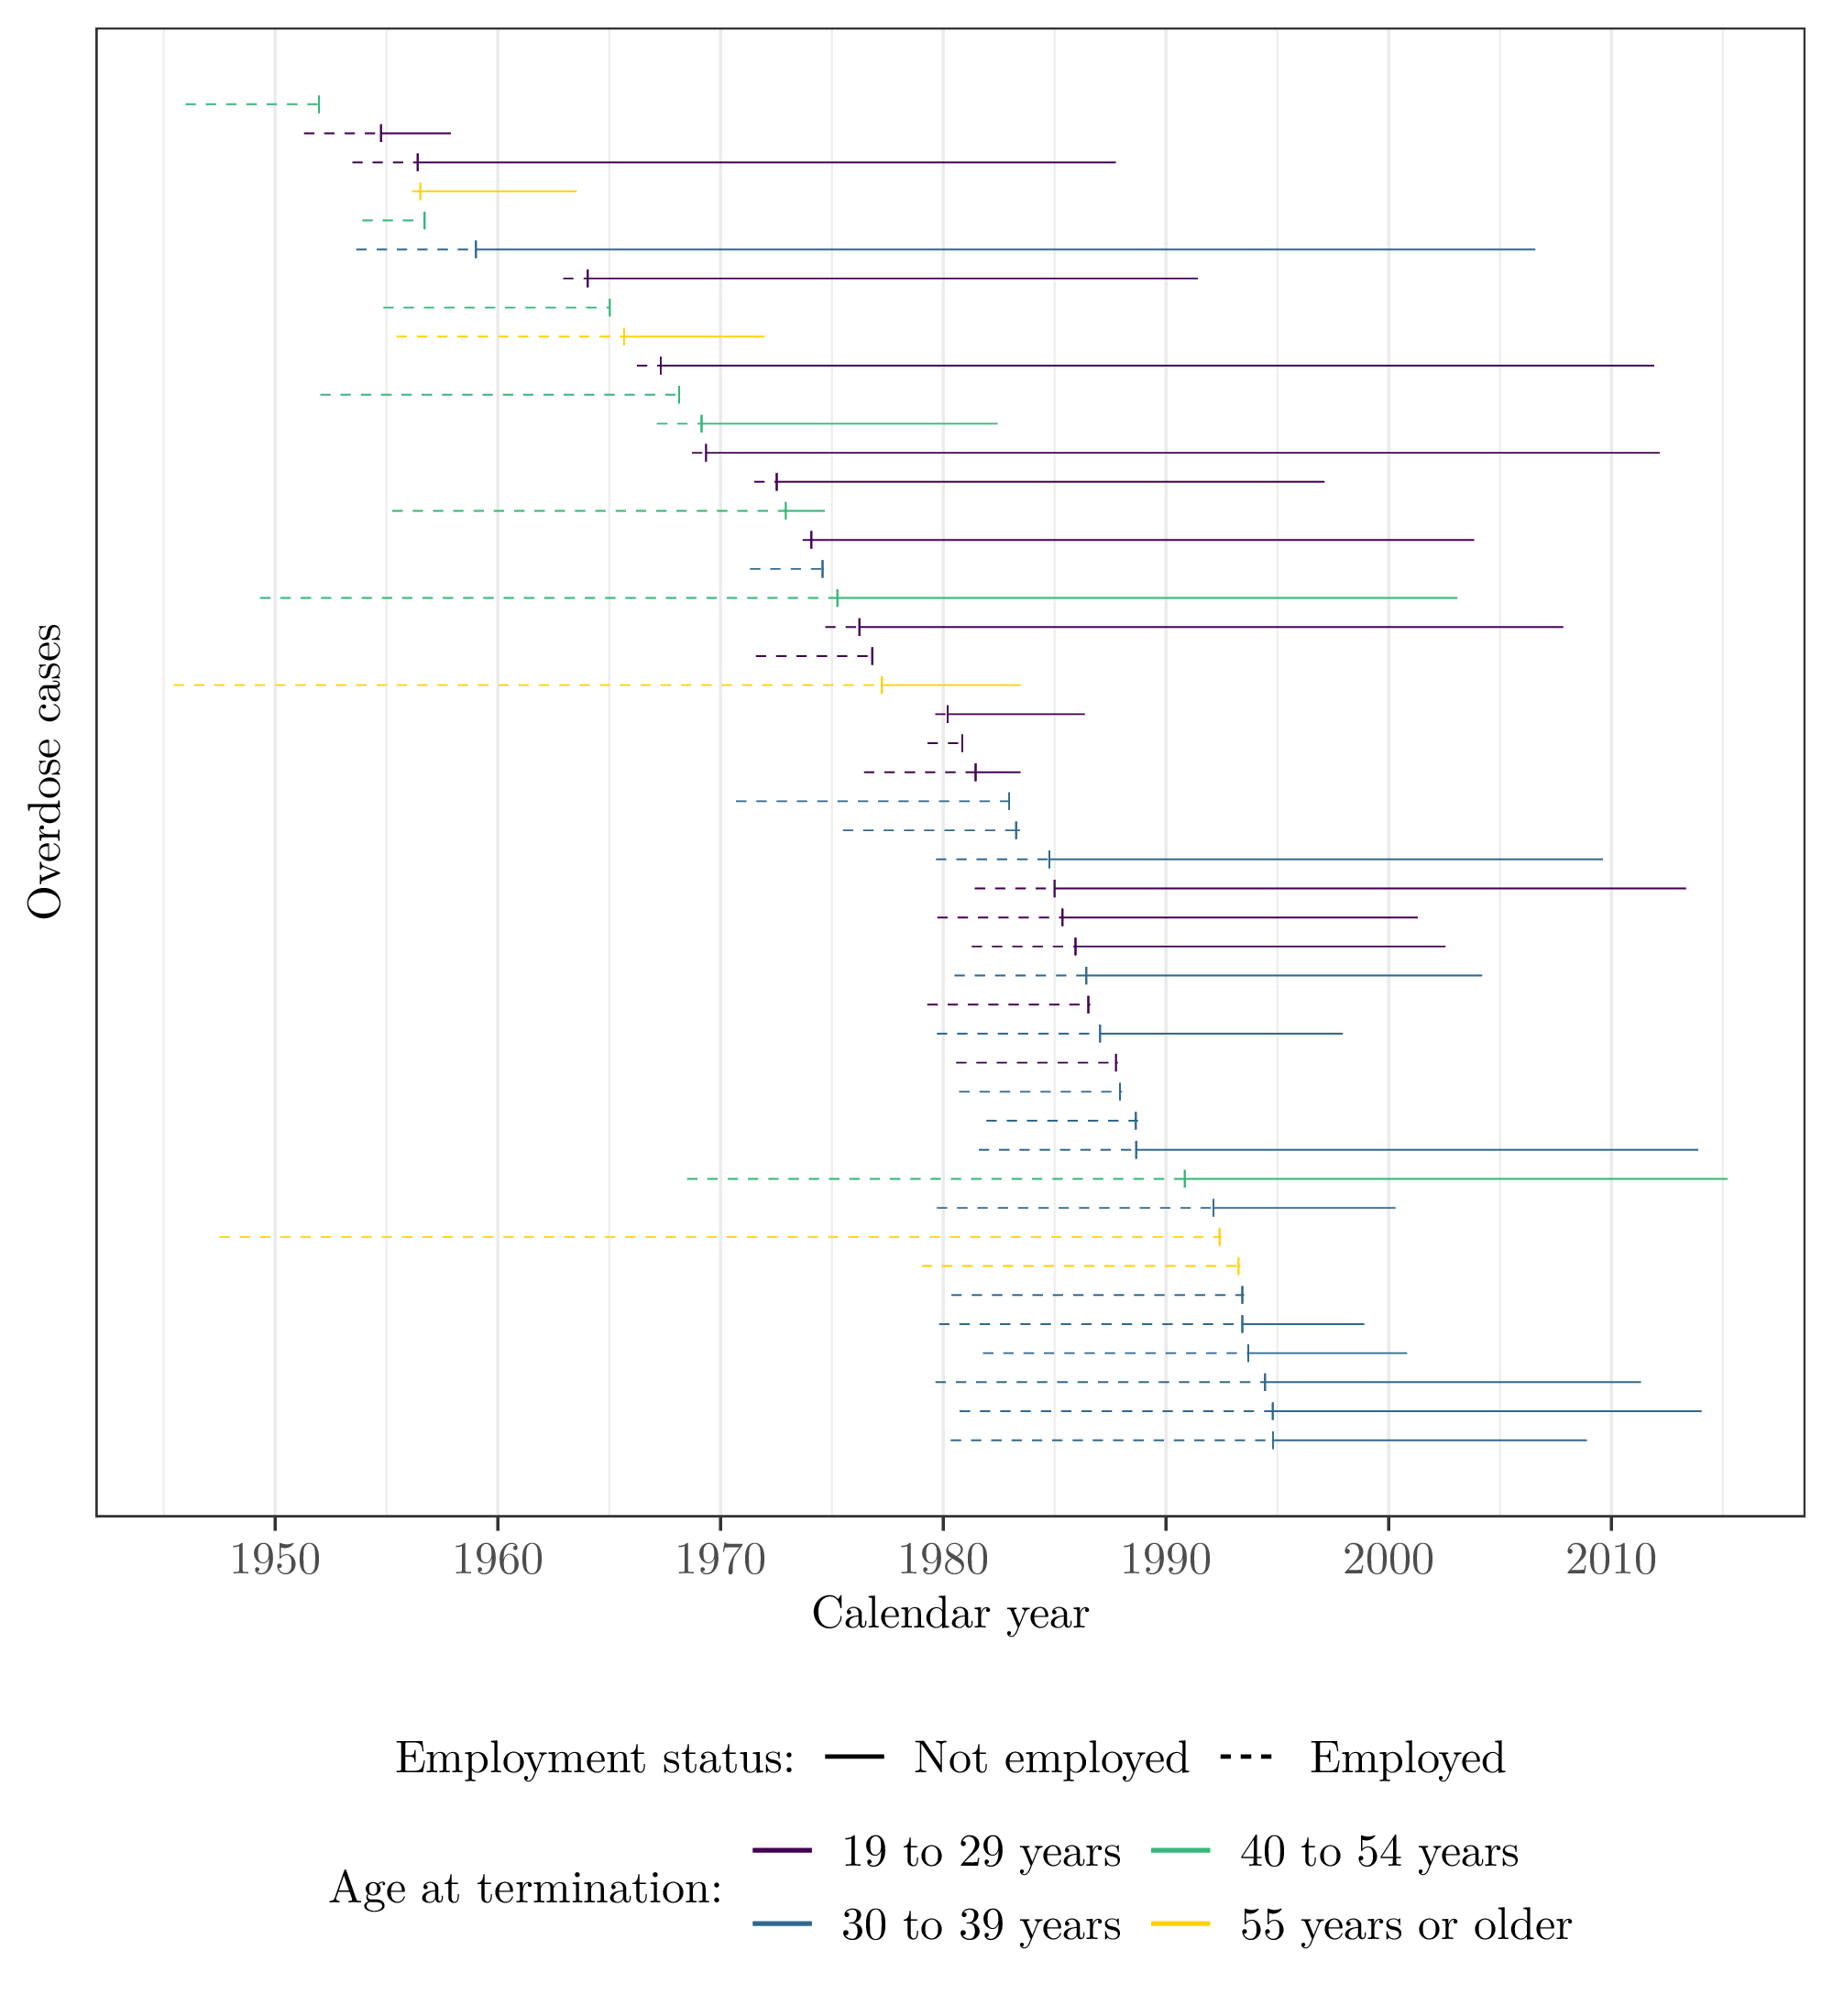 Overdose cases
1950 1960 1970 1980 1990 2000 2010
Calendar year
Employment status: Not employed Employed
Age at termination:
19 to 29 years 40 to 54 years
30 to 39 years 55 years or older